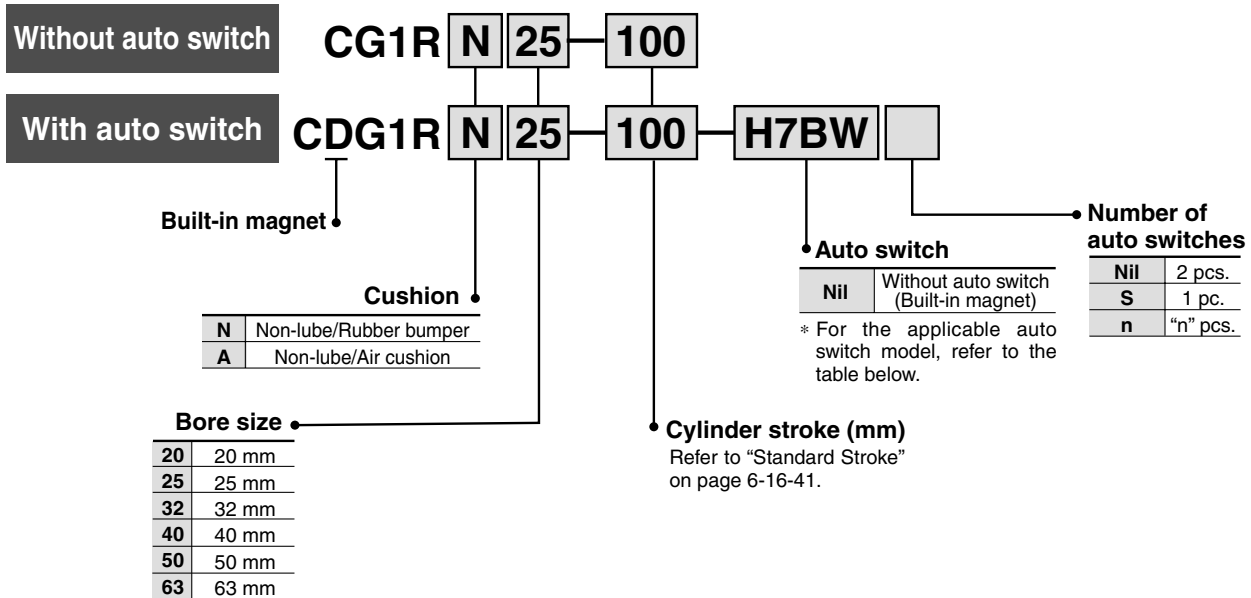 Without auto switch
CG1R N 25 — 100
With auto switch
CDG1R N 25 — 100 — H7BW
Built-in magnet
Cushion
N Non-lube/Rubber bumper
A Non-lube/Air cushion
Bore size
20 20 mm
25 25 mm
32 32 mm
40 40 mm
50 50 mm
63 63 mm
Cylinder stroke (mm)
Refer to “Standard Stroke”
on page 6-16-41.
Auto switch
Nil Without auto switch
(Built-in magnet)
* For the applicable auto
switch model, refer to the
table below.
Number of
auto switches
Nil 2 pcs.
S 1 pc.
n “n” pcs.